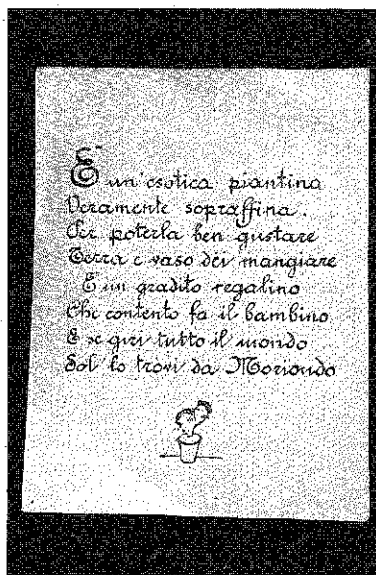 È un'esotica piantina
Veramente sopraffina.
Per poterla ben gustare
Terra e vaso dei mangiare
È un gradito regalino
Che contento fa il bambino
E se giri tutto il mondo
Sol lo trovi da Moriondo